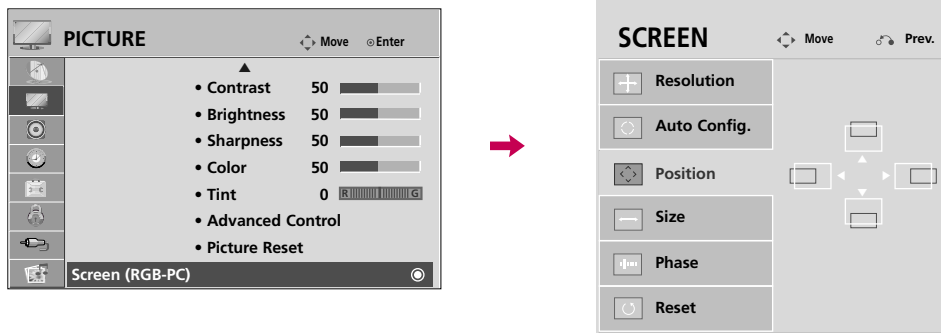 PICTURE Move Enter
• Contrast 50
• Brightness 50
• Sharpness 50
• Color 50
• Tint 0 R G
• Advanced Control
• Picture Reset
Screen (RGB-PC)
SCREEN Move Prev.
Resolution
Auto Config.
Position
Size
Phase
Reset